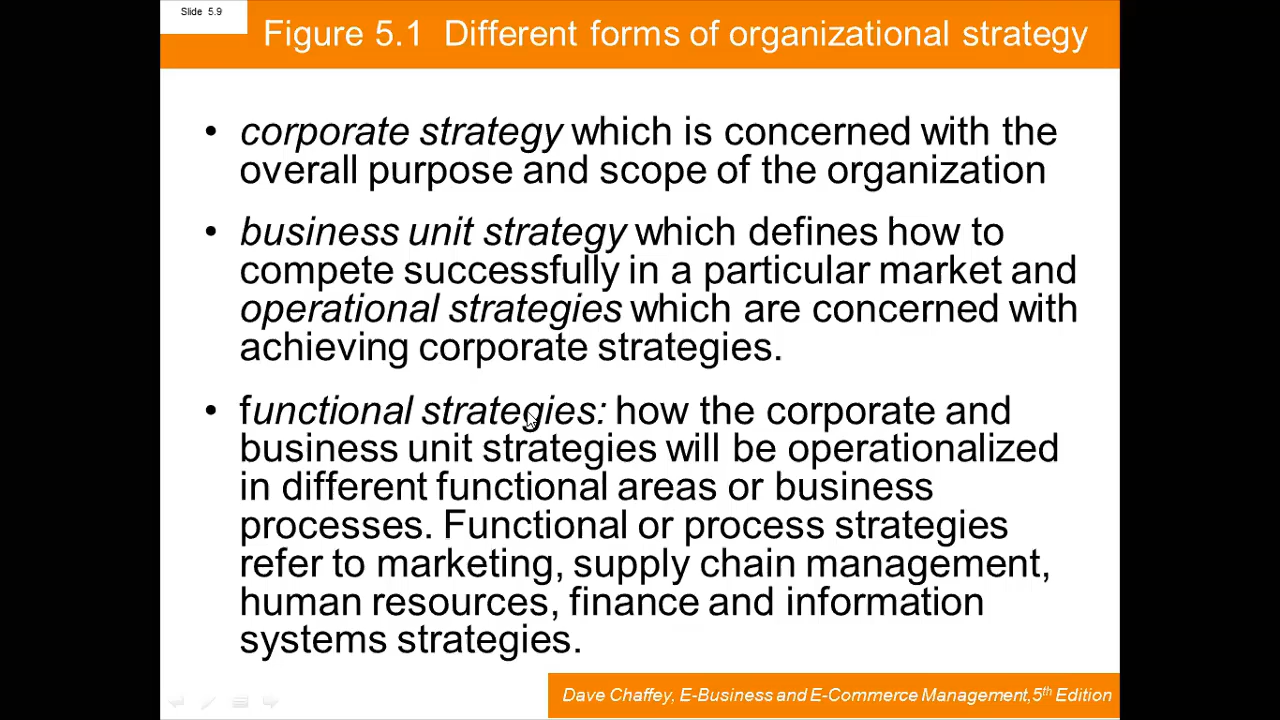 Slide 5.9
Figure 5.1 Different forms of organizational strategy
• corporate strategy which is concerned with the
overall purpose and scope of the organization
• business unit strategy which defines how to
compete successfully in a particular market and
operational strategies which are concerned with
achieving corporate strategies.
• functional strategies: how the corporate and
business unit strategies will be operationalized
in different functional areas or business
processes. Functional or process strategies
refer to marketing, supply chain management,
human resources, finance and information
systems strategies.
Dave Chaffey, E-Business and E-Commerce Management,5th Edition